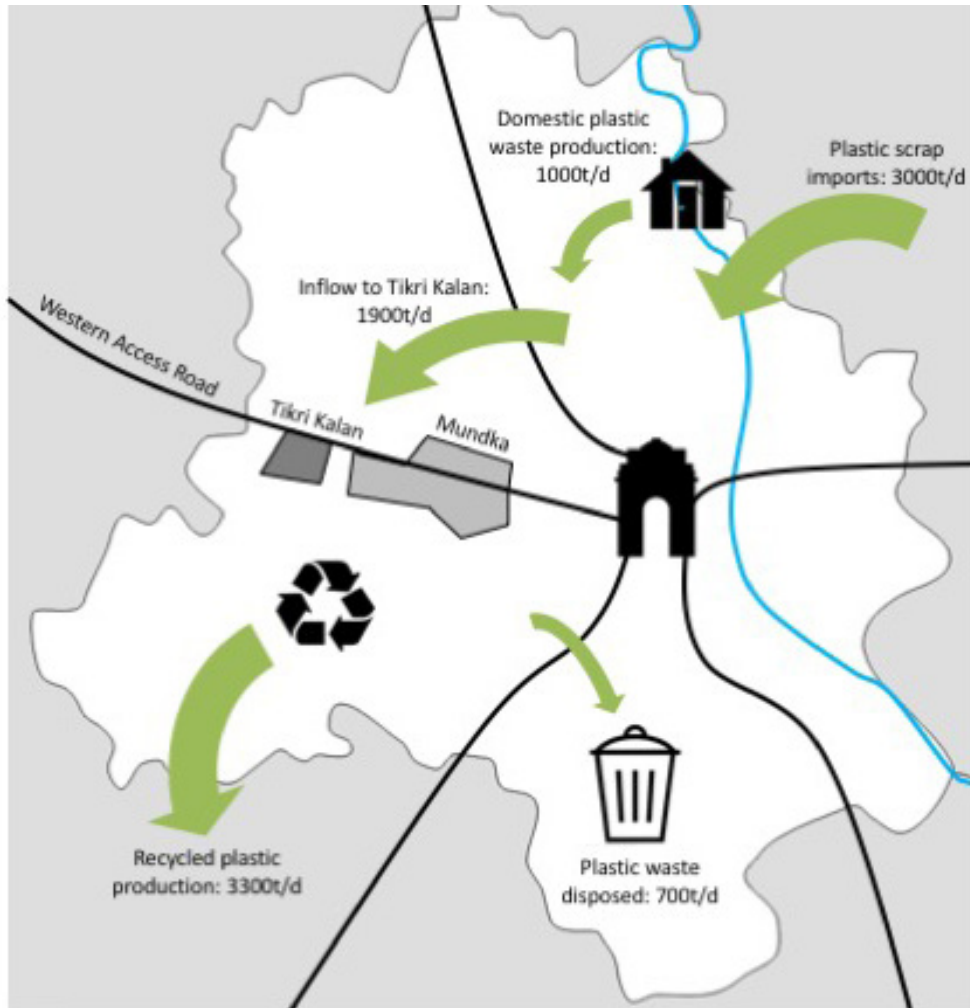 Domestic plastic
waste production:
1000t/d
Plastic scrap
imports: 3000t/d
Inflow to Tikri Kalan:
1900t/d
Western Access Road
Tikri Kalan
Mundka
Recycled plastic
production: 3300t/d
Plastic waste
disposed: 700t/d